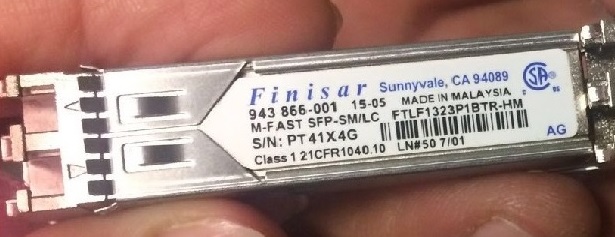 Finisar Sunnyvale, CA 94089
943 866-001 15-05 MADE IN MALAYSIA
M-FAST SFP-SM/LC FTLF1323P1BTR-HM
S/N: PT41X4G
Class 1 21CFR1040.10 LN#50 7/01
AG